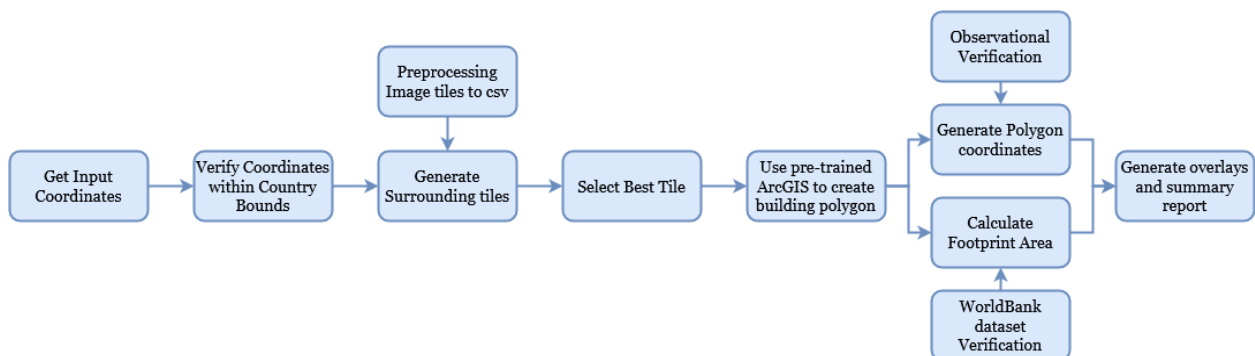 Get Input
Coordinates
Verify Coordinates
within Country
Bounds
Preprocessing
Image tiles to csv
Generate
Surrounding tiles
Select Best Tile
Use pre-trained
ArcGIS to create
building polygon
Observational
Verification
Generate Polygon
coordinates
Calculate
Footprint Area
WorldBank
dataset
Verification
Generate overlays
and summary
report